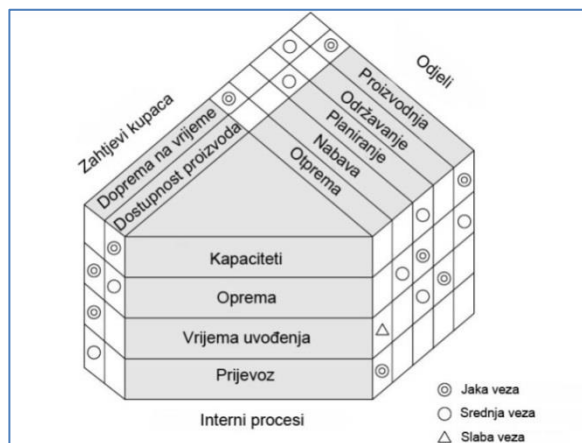 Zahtjevi kupaca
Odjeli
Doprema na vrijeme
Dostupnost proizvoda
Proizvodnja
Održavanje
Planiranje
Nabava
Otprema
Kapaciteti
Oprema
Vrijema uvođenja
Prijevoz
Interni procesi
Jaka veza
Srednja veza
Slaba veza